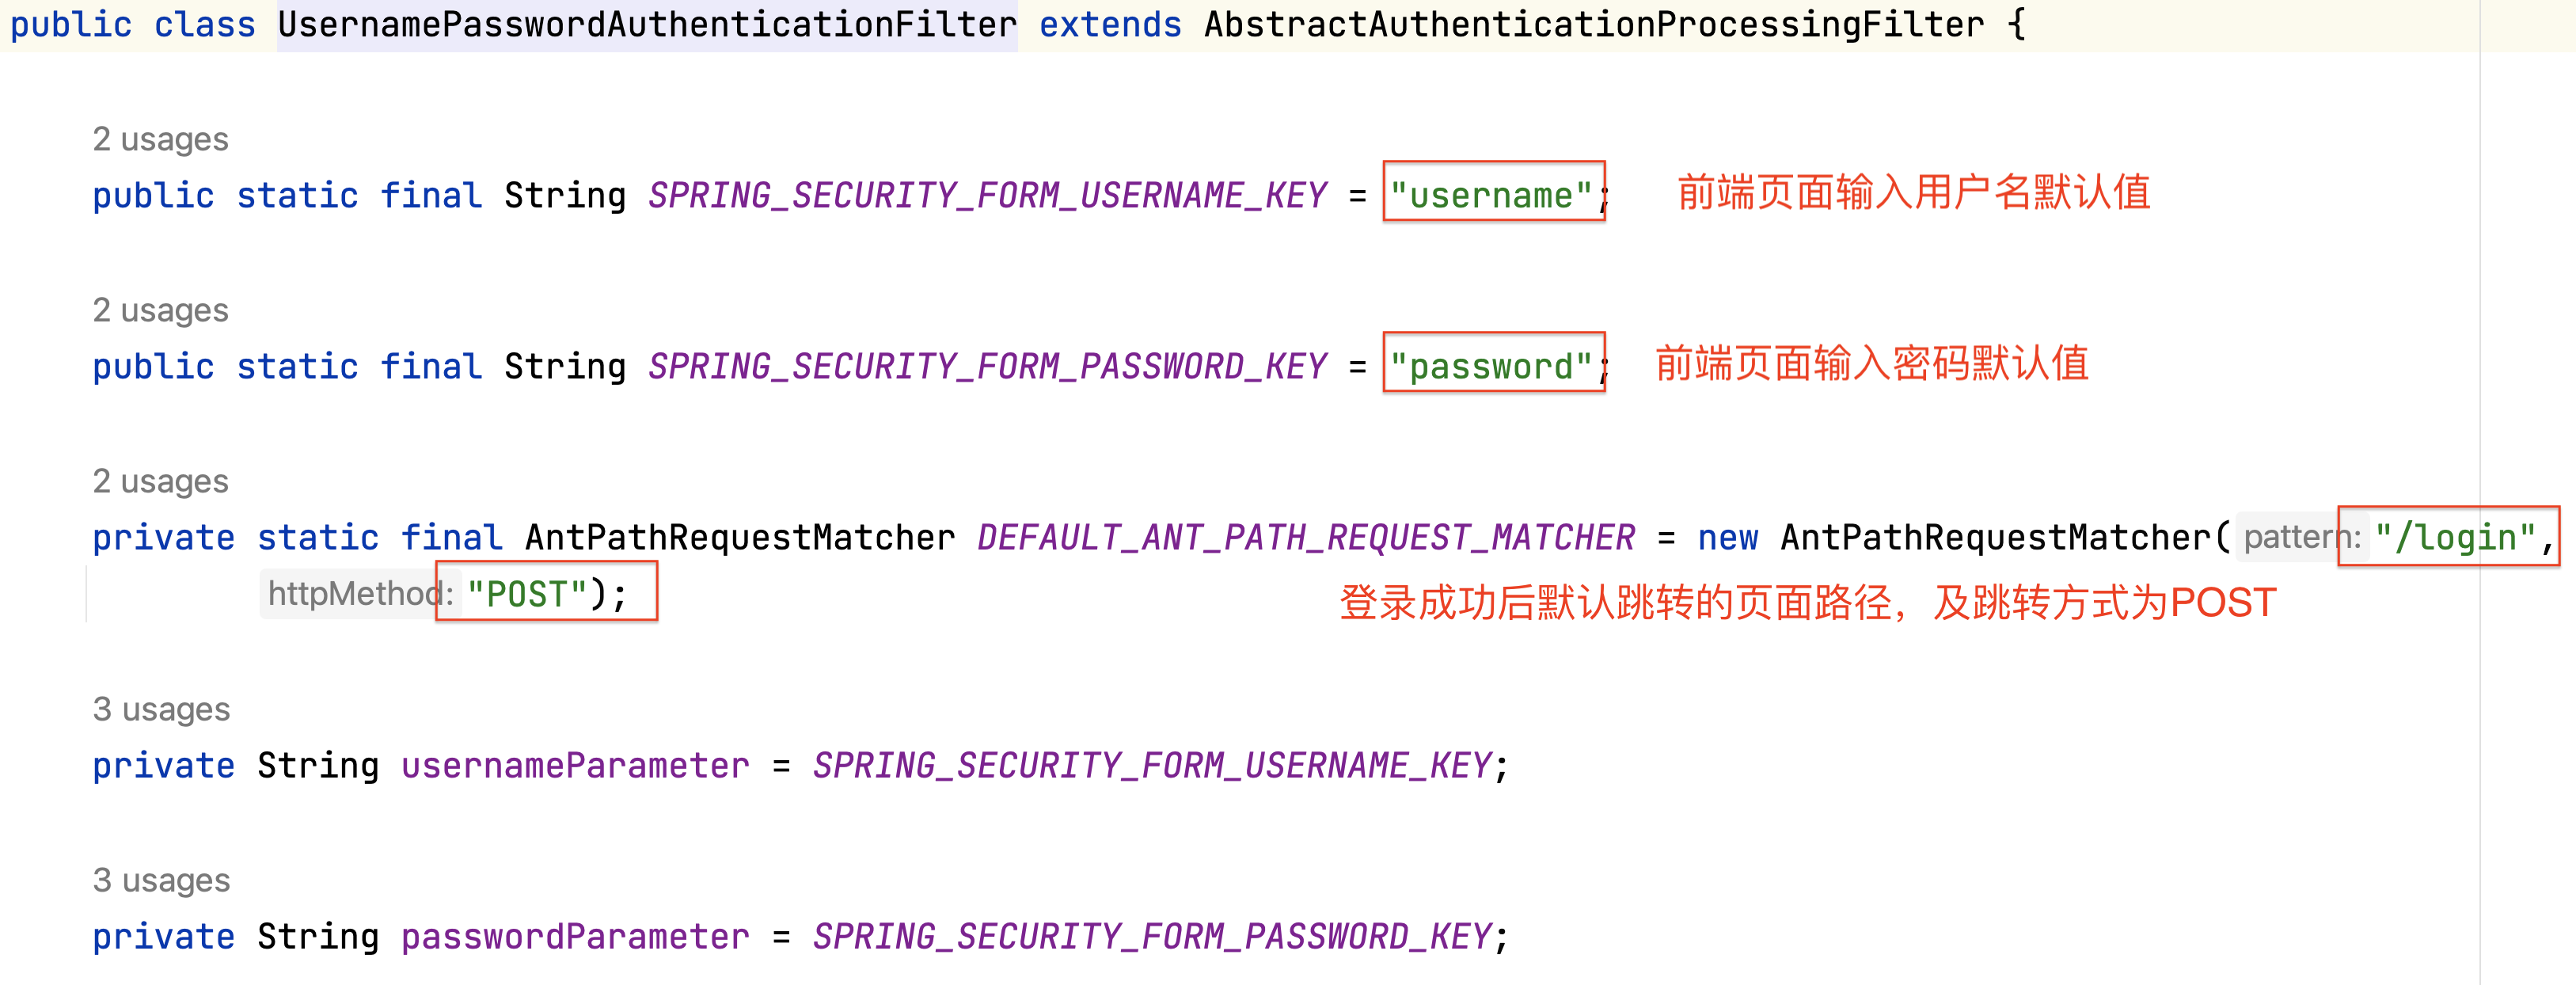 public class UsernamePasswordAuthenticationFilter extends AbstractAuthenticationProcessingFilter {
2 usages
public static final String SPRING_SECURITY_FORM_USERNAME_KEY = "username"; 前端页面输入用户名默认值
2 usages
public static final String SPRING_SECURITY_FORM_PASSWORD_KEY = "password"; 前端页面输入密码默认值
2 usages
private static final AntPathRequestMatcher DEFAULT_ANT_PATH_REQUEST_MATCHER = new AntPathRequestMatcher( pattern: "/login",
httpMethod: "POST"); 登录成功后默认跳转的页面路径，及跳转方式为POST
3 usages
private String usernameParameter = SPRING_SECURITY_FORM_USERNAME_KEY;
3 usages
private String passwordParameter = SPRING_SECURITY_FORM_PASSWORD_KEY;